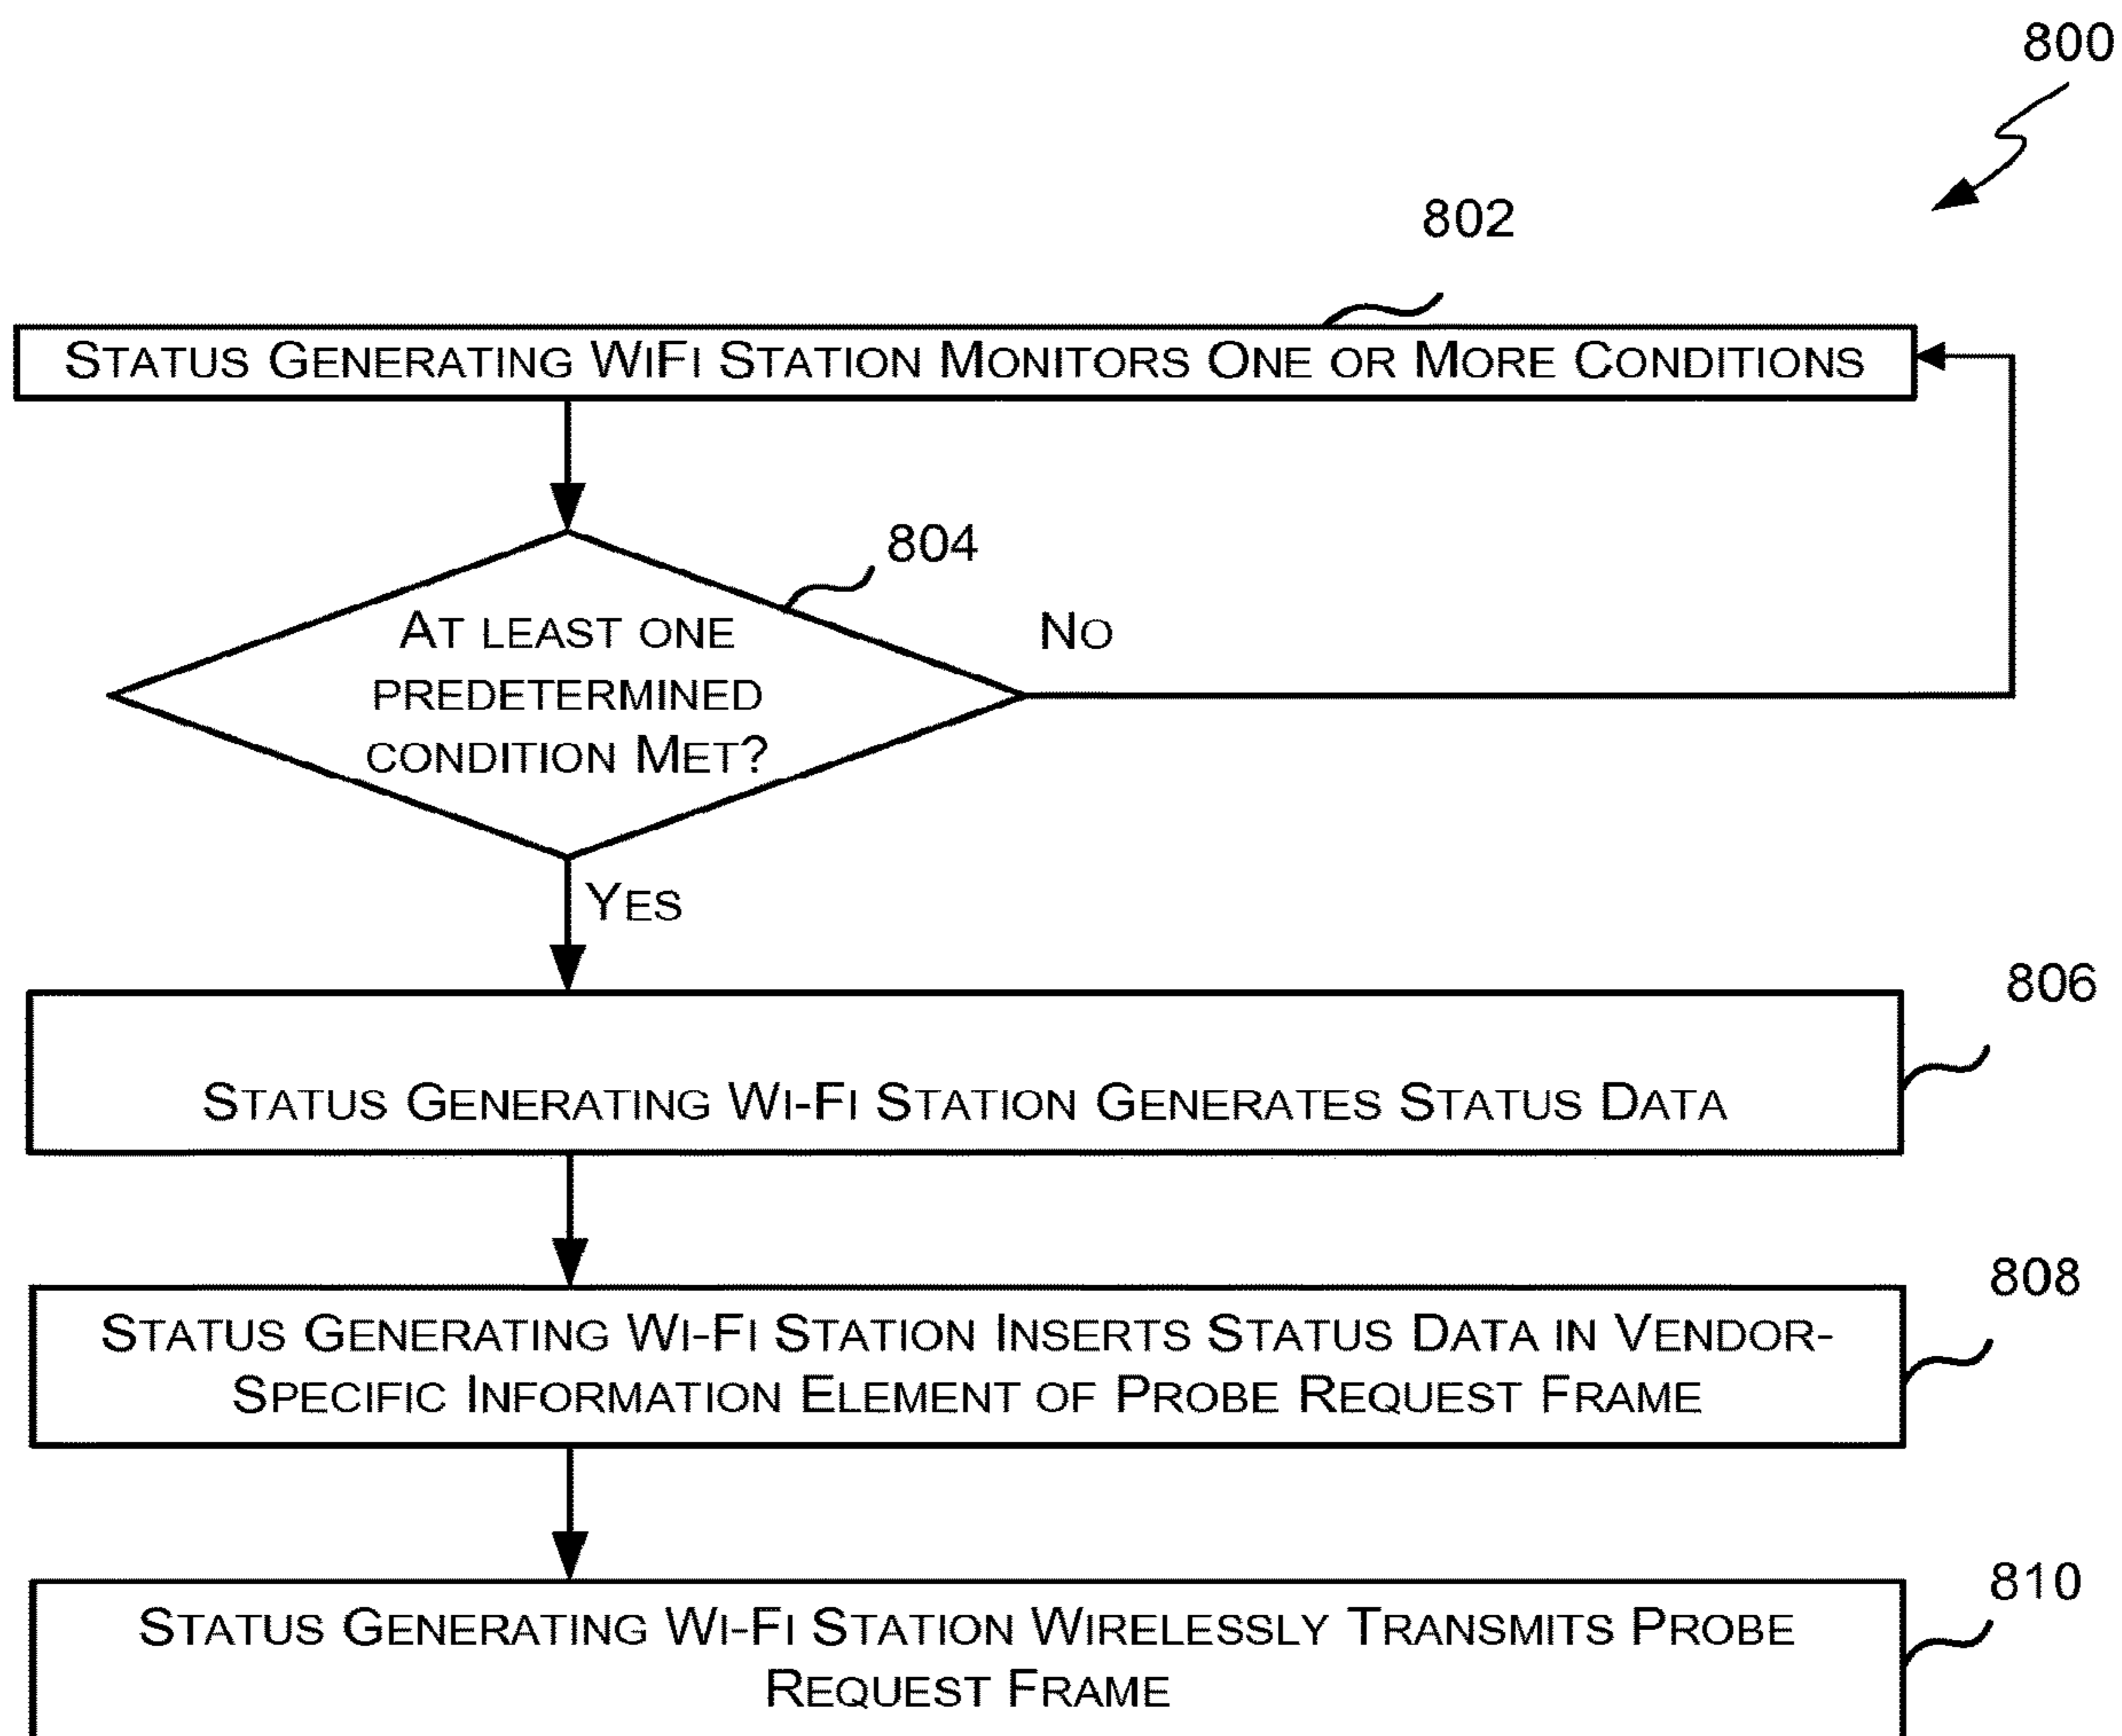 800
802
Status Generating WiFi Station Monitors One or More Conditions
804
At least one
predetermined
condition Met?
No
Yes
806
Status Generating Wi-Fi Station Generates Status Data
808
Status Generating Wi-Fi Station Inserts Status Data in Vendor-
Specific Information Element of Probe Request Frame
810
Status Generating Wi-Fi Station Wirelessly Transmits Probe
Request Frame